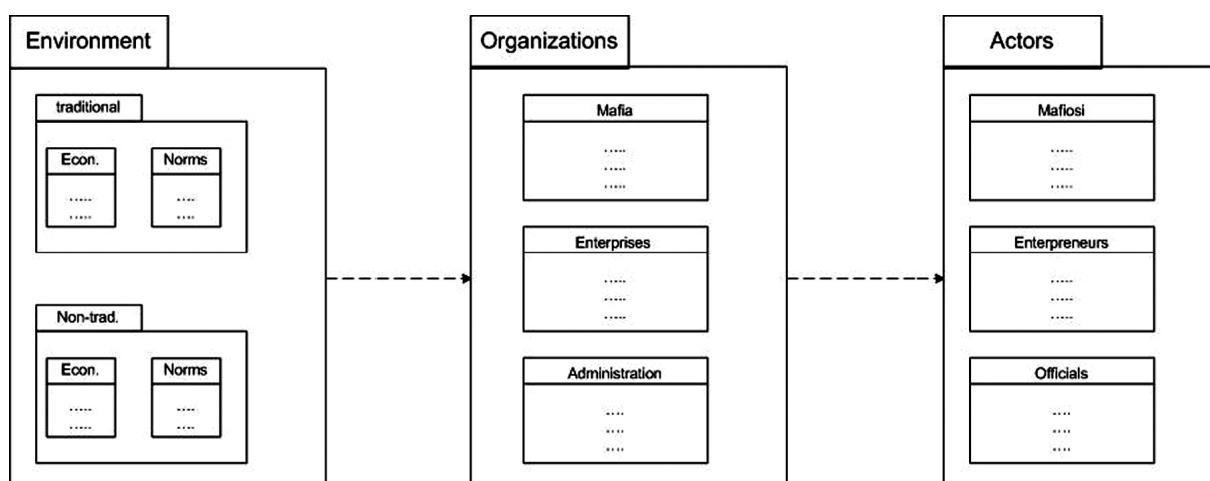 Environment
traditional
Econ.
.....
.....
Norms
....
....
Non-trad.
Econ.
.....
.....
Norms
....
....
Organizations
Mafia
.....
.....
.....
Enterprises
.....
.....
.....
Administration
....
....
....
Actors
Mafiosi
.....
.....
.....
Enterpreneurs
.....
.....
.....
Officials
....
....
....